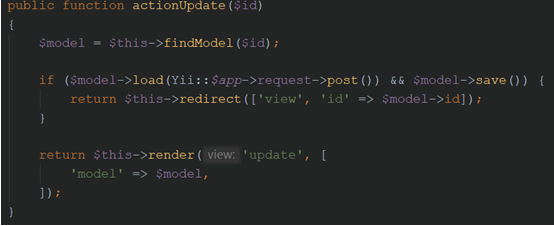 public function actionUpdate($id)
{
    $model = $this->findModel($id);

    if ($model->load(Yii::$app->request->post()) && $model->save()) {
        return $this->redirect(['view', 'id' => $model->id]);
    }

    return $this->render( view: 'update', [
        'model' => $model,
    ]);
}